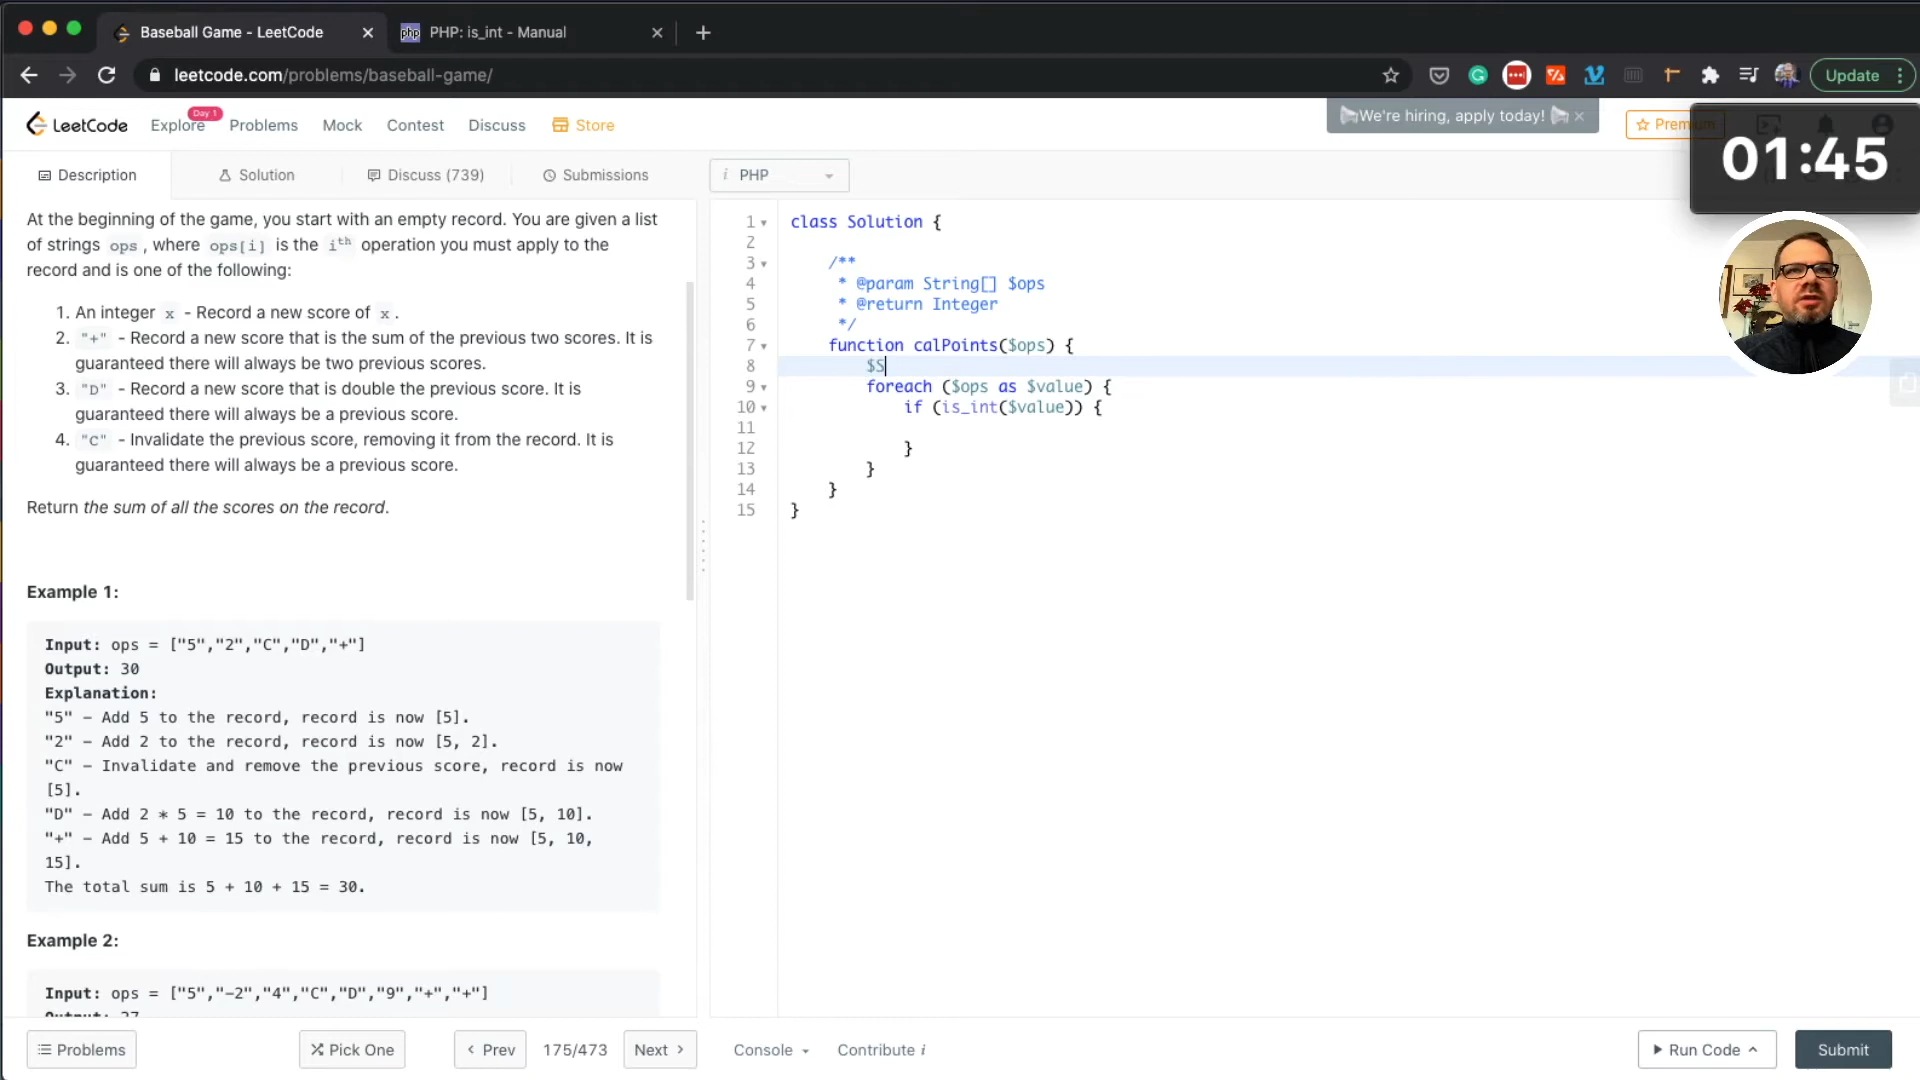 Baseball Game - LeetCode
php PHP: is_int - Manual
leetcode.com/problems/baseball-game/
Update
LeetCode
Explore
Day 1
Problems
Mock
Contest
Discuss
Store
We're hiring, apply today!
Premium
01:45
Description
Solution
Discuss (739)
Submissions
i PHP
At the beginning of the game, you start with an empty record. You are given a list
of strings ops , where ops[i] is the ith operation you must apply to the
record and is one of the following:
1. An integer x - Record a new score of x .
2. "+" - Record a new score that is the sum of the previous two scores. It is
guaranteed there will always be two previous scores.
3. "D" - Record a new score that is double the previous score. It is
guaranteed there will always be a previous score.
4. "C" - Invalidate the previous score, removing it from the record. It is
guaranteed there will always be a previous score.
Return the sum of all the scores on the record.
Example 1:
Input: ops = ["5","2","C","D","+"]
Output: 30
Explanation:
"5" - Add 5 to the record, record is now [5].
"2" - Add 2 to the record, record is now [5, 2].
"C" - Invalidate and remove the previous score, record is now
[5].
"D" - Add 2 * 5 = 10 to the record, record is now [5, 10].
"+" - Add 5 + 10 = 15 to the record, record is now [5, 10,
15].
The total sum is 5 + 10 + 15 = 30.
Example 2:
Input: ops = ["5","-2","4","C","D","9","+","+"]
Output: 27
1 class Solution {
2
3 /**
4 * @param String[] $ops
5 * @return Integer
6 */
7 function calPoints($ops) {
8 $S
9 foreach ($ops as $value) {
10 if (is_int($value)) {
11
12 }
13 }
14 }
15 }
Problems
Pick One
< Prev
175/473
Next >
Console
Contribute i
Run Code
Submit